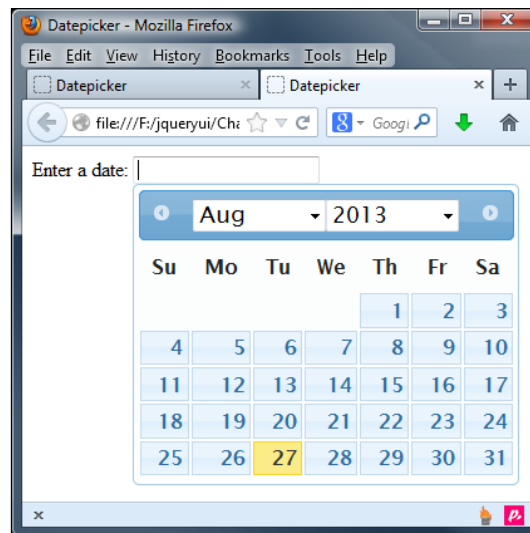 Datepicker - Mozilla Firefox
File Edit View History Bookmarks Tools Help
Datepicker × Datepicker × +
file:///F:/jqueryui/Cha 8 Googl
Enter a date:
Aug 2013
Su Mo Tu We Th Fr Sa
1 2 3
4 5 6 7 8 9 10
11 12 13 14 15 16 17
18 19 20 21 22 23 24
25 26 27 28 29 30 31
×